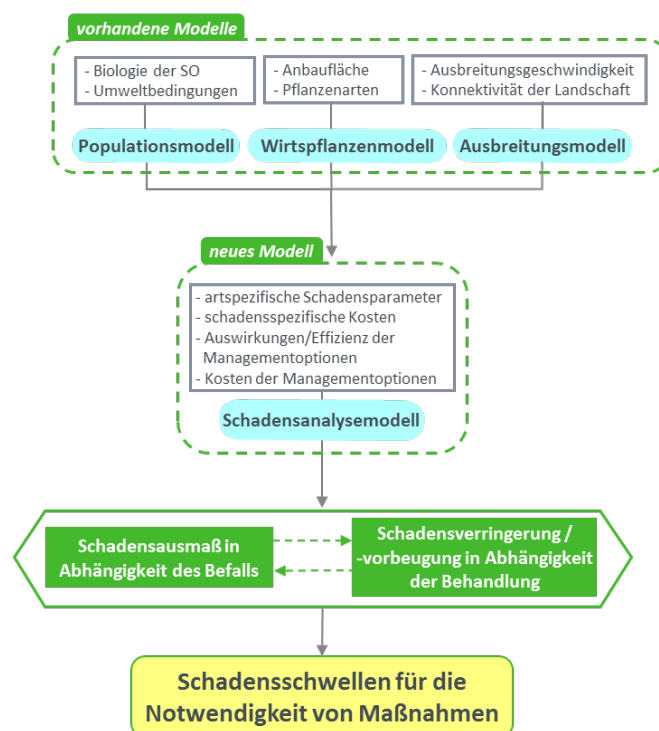 vorhandene Modelle
- Biologie der SO
- Umweltbedingungen
Populationsmodell
- Anbaufläche
- Pflanzenarten
Wirtspflanzenmodell
- Ausbreitungsgeschwindigkeit
- Konnektivität der Landschaft
Ausbreitungsmodell
neues Modell
- artspezifische Schadensparameter
- schadensspezifische Kosten
- Auswirkungen/Effizienz der
Managementoptionen
- Kosten der Managementoptionen
Schadensanalysemodell
Schadensausmaß in
Abhängigkeit des Befalls
Schadensverringerung /
-vorbeugung in Abhängigkeit
der Behandlung
Schadensschwellen für die
Notwendigkeit von Maßnahmen